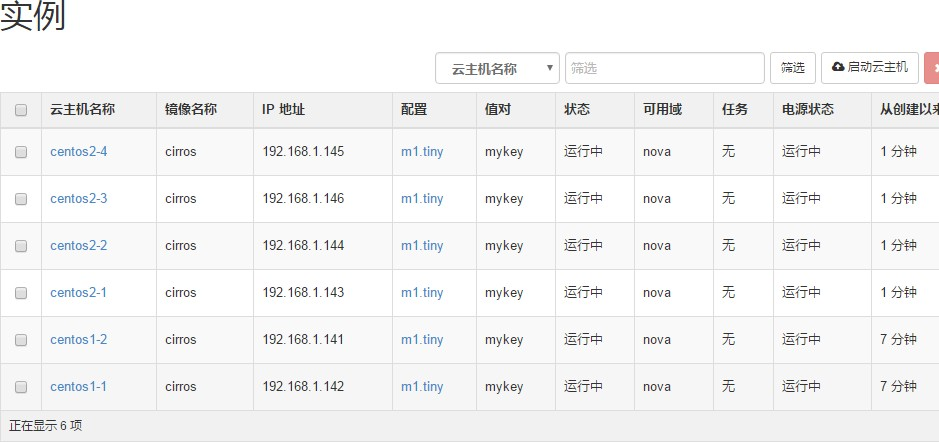 实例
云主机名称 筛选 筛选 启动云主机
云主机名称 镜像名称 IP 地址 配置 值对 状态 可用域 任务 电源状态 从创建以来
centos2-4 cirros 192.168.1.145 m1.tiny mykey 运行中 nova 无 运行中 1 分钟
centos2-3 cirros 192.168.1.146 m1.tiny mykey 运行中 nova 无 运行中 1 分钟
centos2-2 cirros 192.168.1.144 m1.tiny mykey 运行中 nova 无 运行中 1 分钟
centos2-1 cirros 192.168.1.143 m1.tiny mykey 运行中 nova 无 运行中 1 分钟
centos1-2 cirros 192.168.1.141 m1.tiny mykey 运行中 nova 无 运行中 7 分钟
centos1-1 cirros 192.168.1.142 m1.tiny mykey 运行中 nova 无 运行中 7 分钟
正在显示 6 项